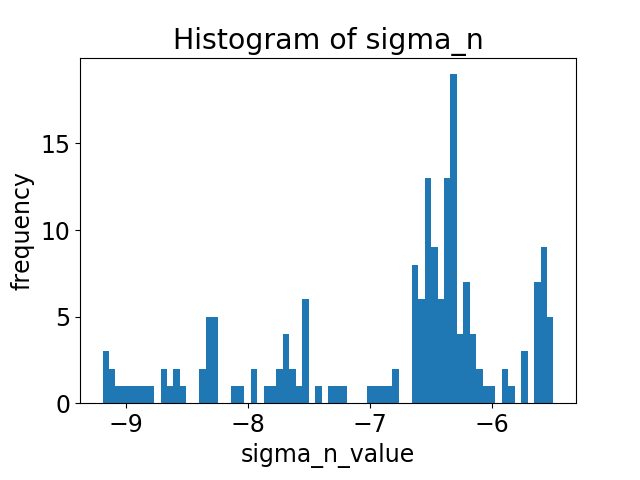 Histogram of sigma_n
frequency
15
10
5
0
−9 −8 −7 −6
sigma_n_value